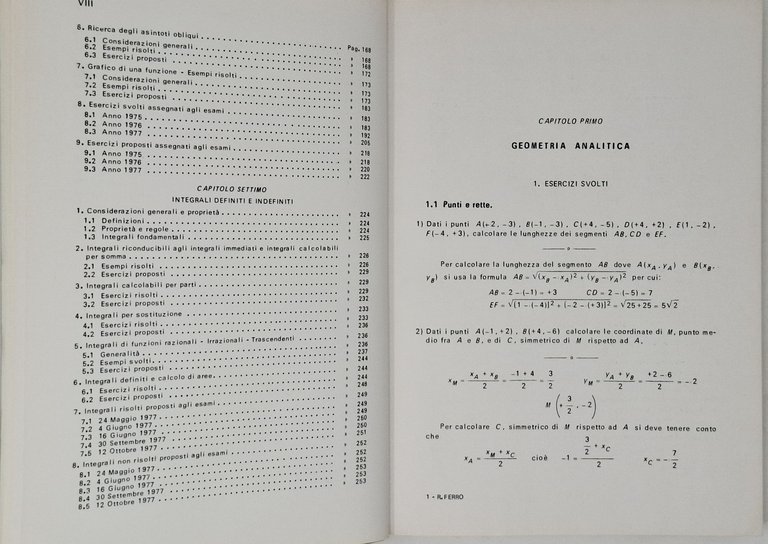 VIII
6. Ricerca degli asintoti obliqui . . . Pag. 168
6.1 Considerazioni generali . . . » 168
6.2 Esempi risolti . . . » 168
6.3 Esercizi proposti . . . » 172
7. Grafico di una funzione - Esempi risolti . . . » 173
7.1 Considerazioni generali . . . » 173
7.2 Esempi risolti . . . » 173
7.3 Esercizi proposti . . . » 183
8. Esercizi svolti assegnati agli esami . . . » 183
8.1 Anno 1975 . . . » 183
8.2 Anno 1976 . . . » 192
8.3 Anno 1977 . . . » 205
9. Esercizi proposti assegnati agli esami . . . » 218
9.1 Anno 1975 . . . » 218
9.2 Anno 1976 . . . » 220
9.3 Anno 1977 . . . » 222
CAPITOLO SETTIMO
INTEGRALI DEFINITI E INDEFINITI
1. Considerazioni generali e proprietà . . . » 224
1.1 Definizioni . . . » 224
1.2 Proprietà e regole . . . » 224
1.3 Integrali fondamentali . . . » 225
2. Integrali riconducibili agli integrali immediati e integrali calcolabili
per somma . . . » 226
2.1 Esempi risolti . . . » 226
2.2 Esercizi proposti . . . » 229
3. Integrali calcolabili per parti . . . » 229
3.1 Esercizi risolti . . . » 229
3.2 Esercizi proposti . . . » 232
4. Integrali per sostituzione . . . » 233
4.1 Esercizi risolti . . . » 233
4.2 Esercizi proposti . . . » 236
5. Integrali di funzioni razionali - Irrazionali - Trascendenti . . . » 236
5.1 Generalità . . . » 237
5.2 Esempi svolti . . . » 244
5.3 Esercizi proposti . . . » 244
6. Integrali definiti e calcolo di aree . . . » 244
6.1 Esercizi risolti . . . » 248
6.2 Esercizi proposti . . . » 249
7. Integrali risolti proposti agli esami . . . » 249
7.1 24 Maggio 1977 . . . » 249
7.2 4 Giugno 1977 . . . » 250
7.3 16 Giugno 1977 . . . » 250
7.4 30 Settembre 1977 . . . » 251
7.5 12 Ottobre 1977 . . . » 252
8. Integrali non risolti proposti agli esami . . . » 252
8.1 24 Maggio 1977 . . . » 252
8.2 4 Giugno 1977 . . . » 253
8.3 16 Giugno 1977 . . . » 253
8.4 30 Settembre 1977 . . . » 253
8.5 12 Ottobre 1977 . . . » 253
CAPITOLO PRIMO
GEOMETRIA ANALITICA
1. ESERCIZI SVOLTI
1.1 Punti e rette.
1) Dati i punti A(+2, −3), B(−1, −3), C(+4, −5), D(+4, +2), E(1, −2),
F(−4, +3), calcolare le lunghezze dei segmenti AB, CD e EF.
Per calcolare la lunghezza del segmento AB dove A(x_A, y_A) e B(x_B,
y_B) si usa la formula AB = √(x_B − x_A)² + (y_B − y_A)² per cui:
AB = 2 − (−1) = +3 CD = 2 − (−5) = 7
EF = √[1 − (−4)]² + [−2 − (+3)]² = √25 + 25 = 5√2
2) Dati i punti A(−1, +2), B(+4, −6) calcolare le coordinate di M, punto me-
dio fra A e B, e di C, simmetrico di M rispetto ad A.
x_M = (x_A + x_B)/2 = (−1 + 4)/2 = 3/2 y_M = (y_A + y_B)/2 = (+2 − 6)/2 = −2
M (+ 3/2, −2)
Per calcolare C, simmetrico di M rispetto ad A si deve tenere conto
che
x_A = (x_M + x_C)/2 cioè −1 = (3/2 + x_C)/2 x_C = −7/2
1 - R. FERRO